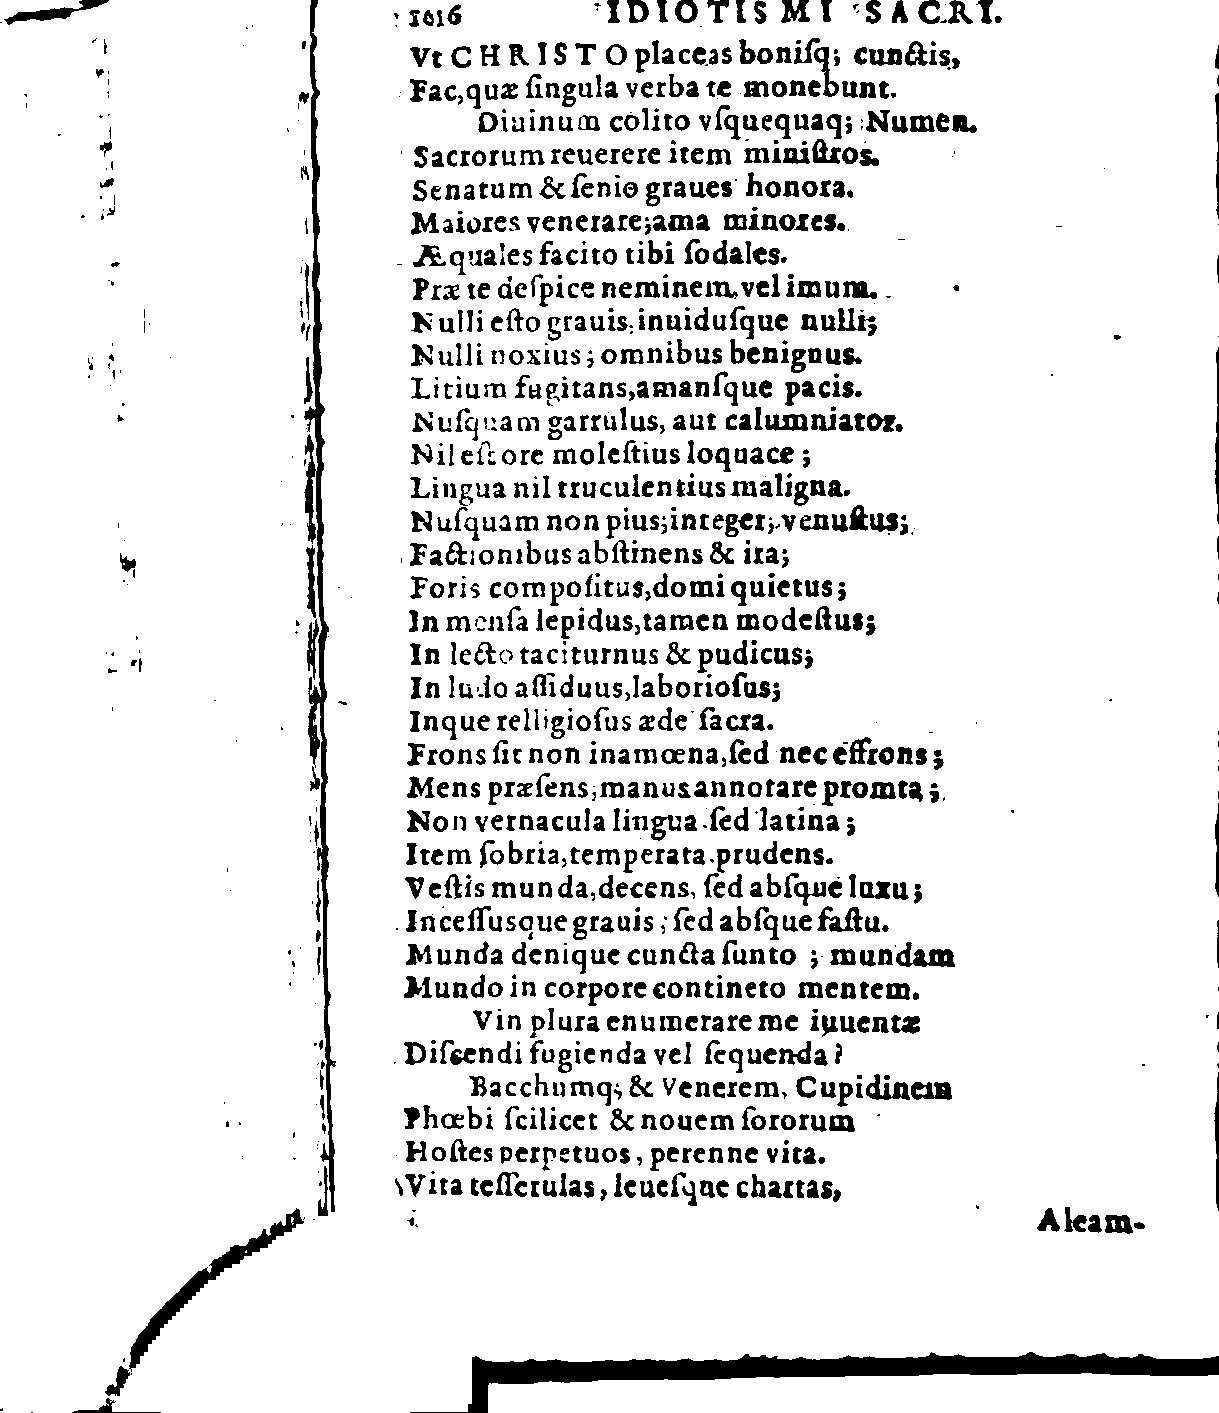 1016 IDIOTISMI SACRI.
Vt CHRISTO placeas boniſq; cunctis,
Fac, quæ ſingula verba te monebunt.
Diuinum colito vſquequaq; Numen.
Sacrorum reuerere item miniſtros.
Senatum & ſenio graues honora.
Maiores venerare; ama minores.
Æquales facito tibi ſodales.
Præ te deſpice neminem, vel imum.
Nulli eſto grauis, inuiduſque nulli;
Nulli noxius; omnibus benignus.
Litium fugitans, amanſque pacis.
Nuſquam garrulus, aut calumniator.
Nil eſt ore moleſtius loquace;
Lingua nil truculentius maligna.
Nuſquam non pius; integer; venuſtus;
Factionibus abſtinens & ira;
Foris compoſitus, domi quietus;
In menſa lepidus, tamen modeſtus;
In lecto taciturnus & pudicus;
In ludo aſſiduus, laborioſus;
Inque relligioſus æde ſacra.
Frons ſit non inamœna, ſed nec effrons;
Mens præſens, manus annotare promta;
Non vernacula lingua ſed latina;
Item ſobria, temperata, prudens.
Veſtis munda, decens, ſed abſque luxu;
Inceſſusque grauis; ſed abſque faſtu.
Munda denique cuncta ſunto; mundam
Mundo in corpore contineto mentem.
Vin plura enumerare me iuuentæ
Diſcendi fugienda vel ſequenda?
Bacchumq; & Venerem, Cupidinem
Phœbi ſcilicet & nouem ſororum
Hoſtes perpetuos, perenne vita.
Vita teſſerulas, leueſque chartas,
Aleam-